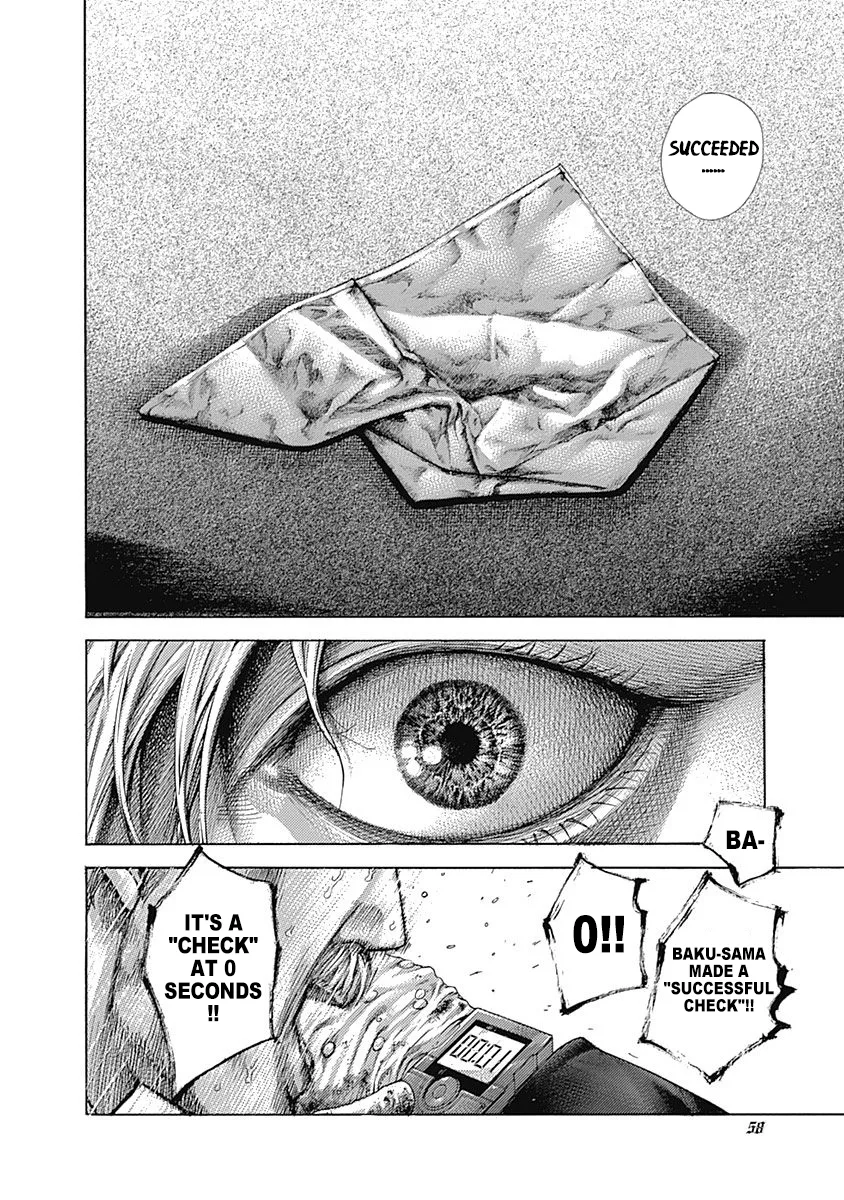 SUCCEEDED
......
BA-
BAKU-SAMA
MADE A
"SUCCESSFUL
CHECK"!!
0!!
IT'S A
"CHECK"
AT 0
SECONDS
!!
58